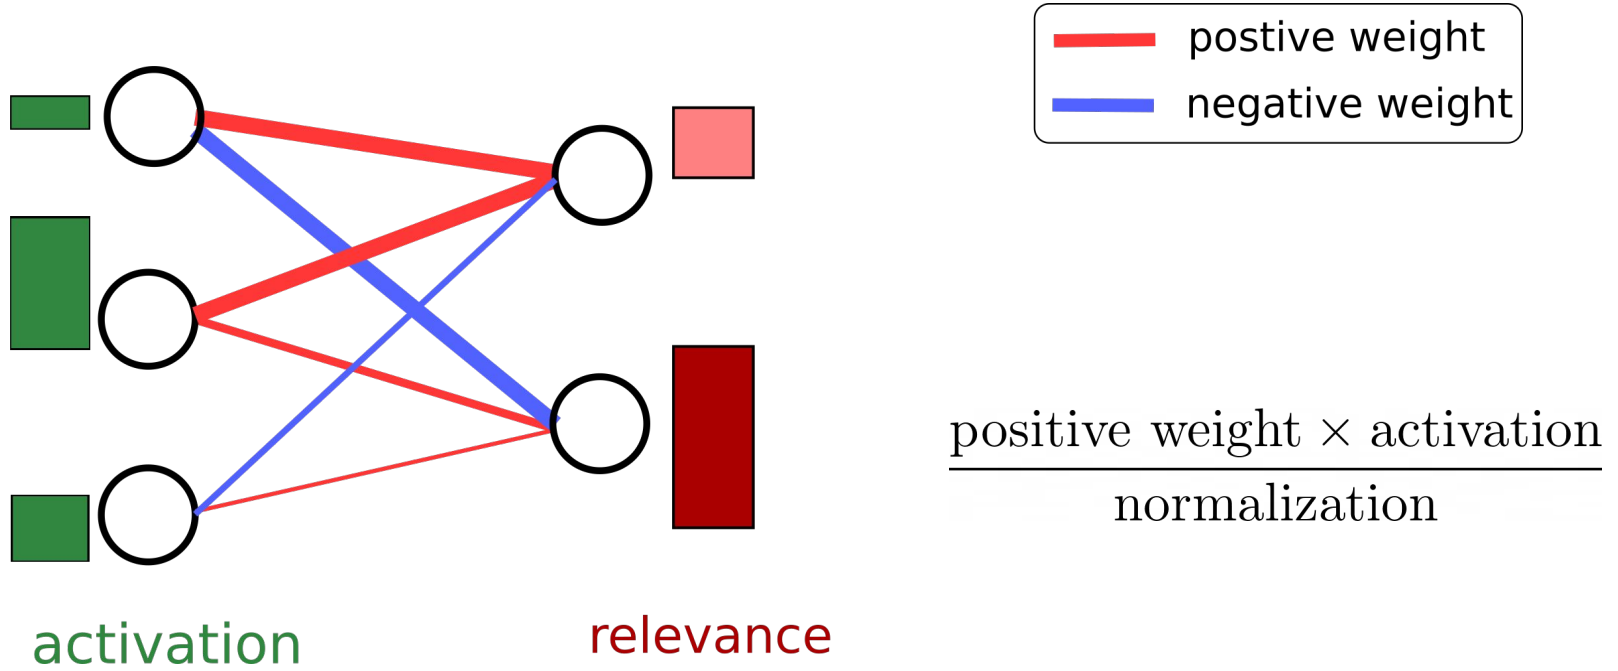 postive weight
negative weight
positive weight × activation
normalization
activation
relevance